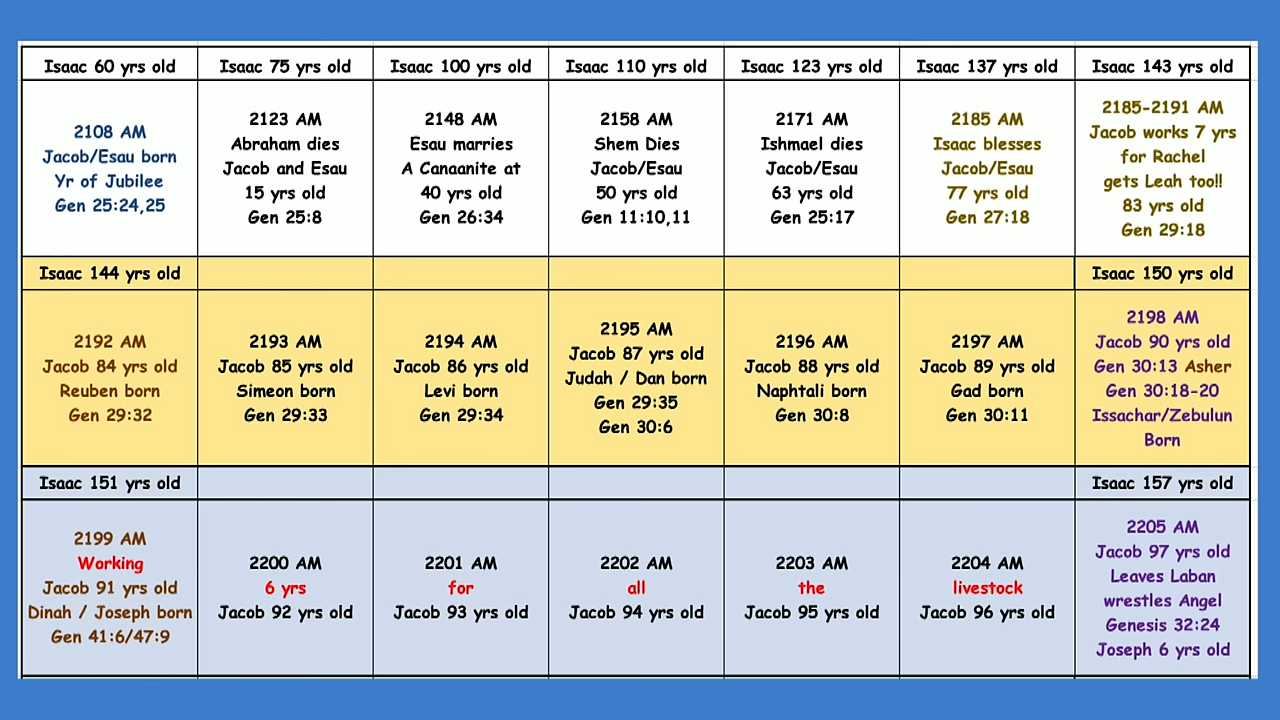 Isaac 60 yrs old
Isaac 75 yrs old
Isaac 100 yrs old
Isaac 110 yrs old
Isaac 123 yrs old
Isaac 137 yrs old
Isaac 143 yrs old
2108 AM
Jacob/Esau born
Yr of Jubilee
Gen 25:24,25
2123 AM
Abraham dies
Jacob and Esau
15 yrs old
Gen 25:8
2148 AM
Esau marries
A Canaanite at
40 yrs old
Gen 26:34
2158 AM
Shem Dies
Jacob/Esau
50 yrs old
Gen 11:10,11
2171 AM
Ishmael dies
Jacob/Esau
63 yrs old
Gen 25:17
2185 AM
Isaac blesses
Jacob/Esau
77 yrs old
Gen 27:18
2185-2191 AM
Jacob works 7 yrs
for Rachel
gets Leah too!!
83 yrs old
Gen 29:18
Isaac 144 yrs old
Isaac 150 yrs old
2192 AM
Jacob 84 yrs old
Reuben born
Gen 29:32
2193 AM
Jacob 85 yrs old
Simeon born
Gen 29:33
2194 AM
Jacob 86 yrs old
Levi born
Gen 29:34
2195 AM
Jacob 87 yrs old
Judah / Dan born
Gen 29:35
Gen 30:6
2196 AM
Jacob 88 yrs old
Naphtali born
Gen 30:8
2197 AM
Jacob 89 yrs old
Gad born
Gen 30:11
2198 AM
Jacob 90 yrs old
Gen 30:13 Asher
Gen 30:18-20
Issachar/Zebulun
Born
Isaac 151 yrs old
Isaac 157 yrs old
2199 AM
Working
Jacob 91 yrs old
Dinah / Joseph born
Gen 41:6/47:9
2200 AM
6 yrs
Jacob 92 yrs old
2201 AM
for
Jacob 93 yrs old
2202 AM
all
Jacob 94 yrs old
2203 AM
the
Jacob 95 yrs old
2204 AM
livestock
Jacob 96 yrs old
2205 AM
Jacob 97 yrs old
Leaves Laban
wrestles Angel
Genesis 32:24
Joseph 6 yrs old